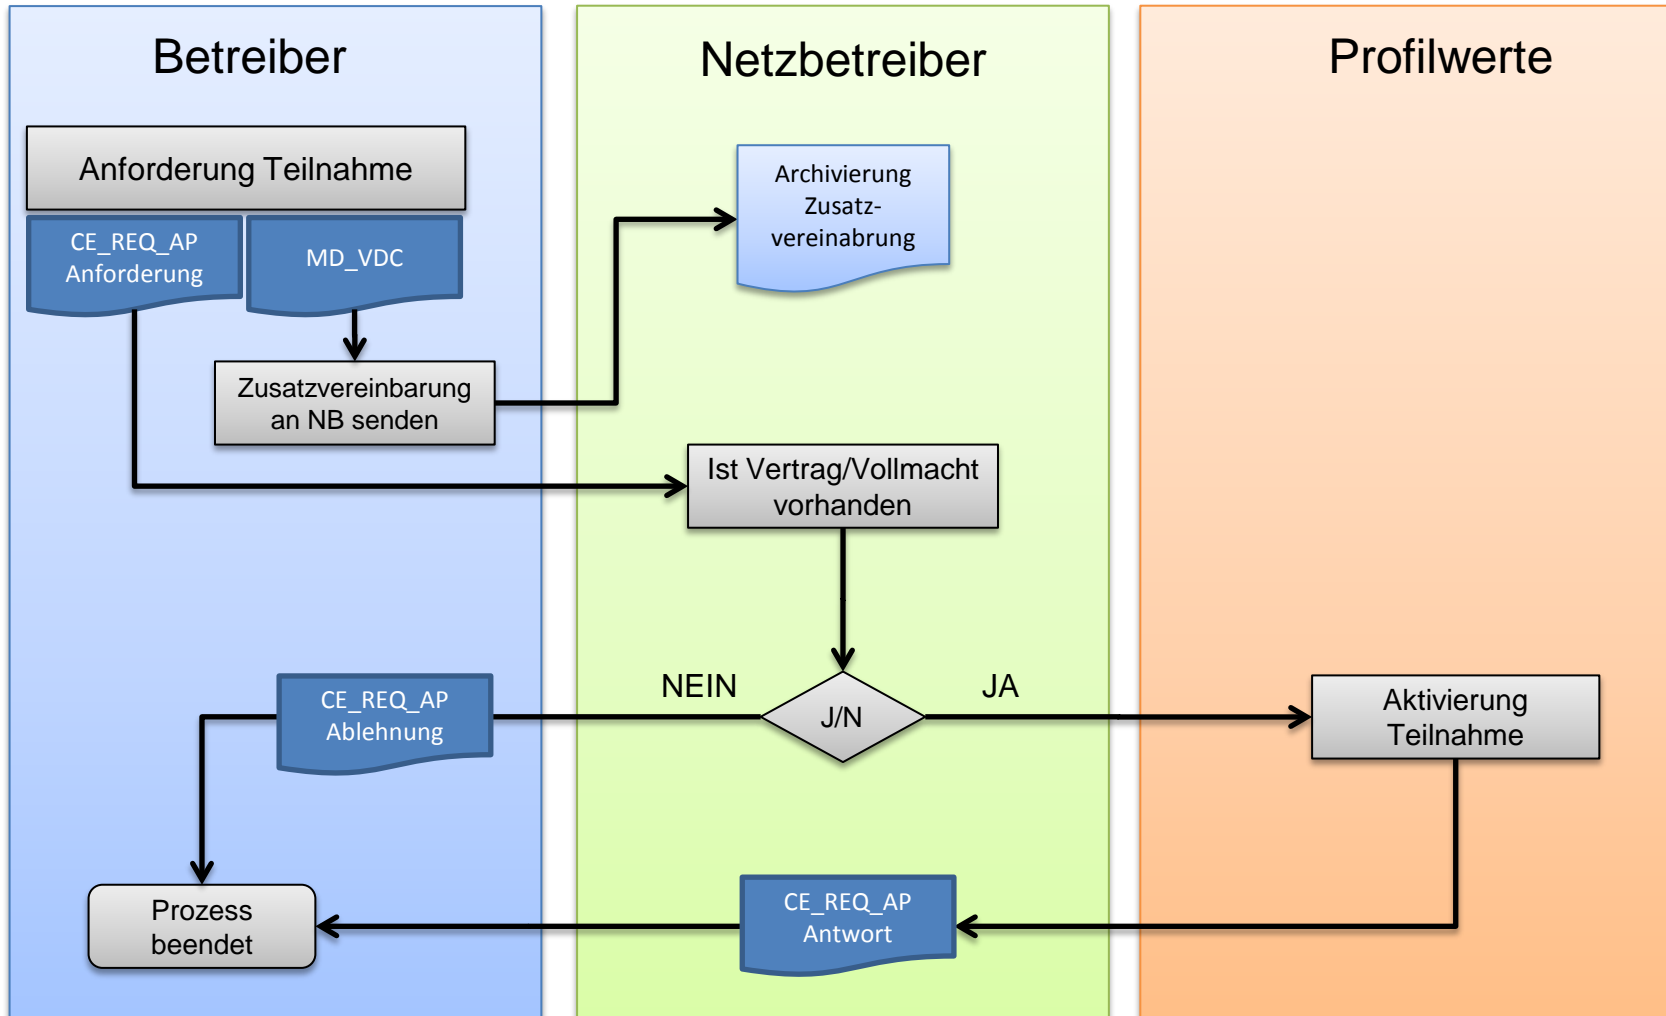 Betreiber
Netzbetreiber
Profilwerte
Anforderung Teilnahme
CE_REQ_AP
Anforderung
MD_VDC
Archivierung
Zusatz-
vereinabrung
Zusatzvereinbarung
an NB senden
Ist Vertrag/Vollmacht
vorhanden
NEIN
JA
J/N
CE_REQ_AP
Ablehnung
Aktivierung
Teilnahme
Prozess
beendet
CE_REQ_AP
Antwort